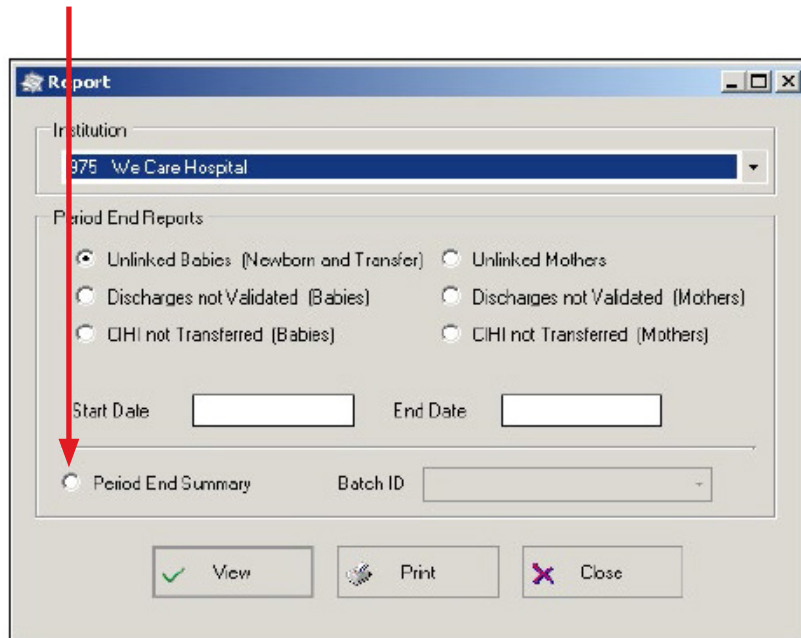 Report
Institution
975 We Care Hospital
Period End Reports
Unlinked Babies (Newborn and Transfer) Unlinked Mothers
Discharges not Validated (Babies) Discharges not Validated (Mothers)
CIHI not Transferred (Babies) CIHI not Transferred (Mothers)
Start Date End Date
Period End Summary Batch ID
View Print Close